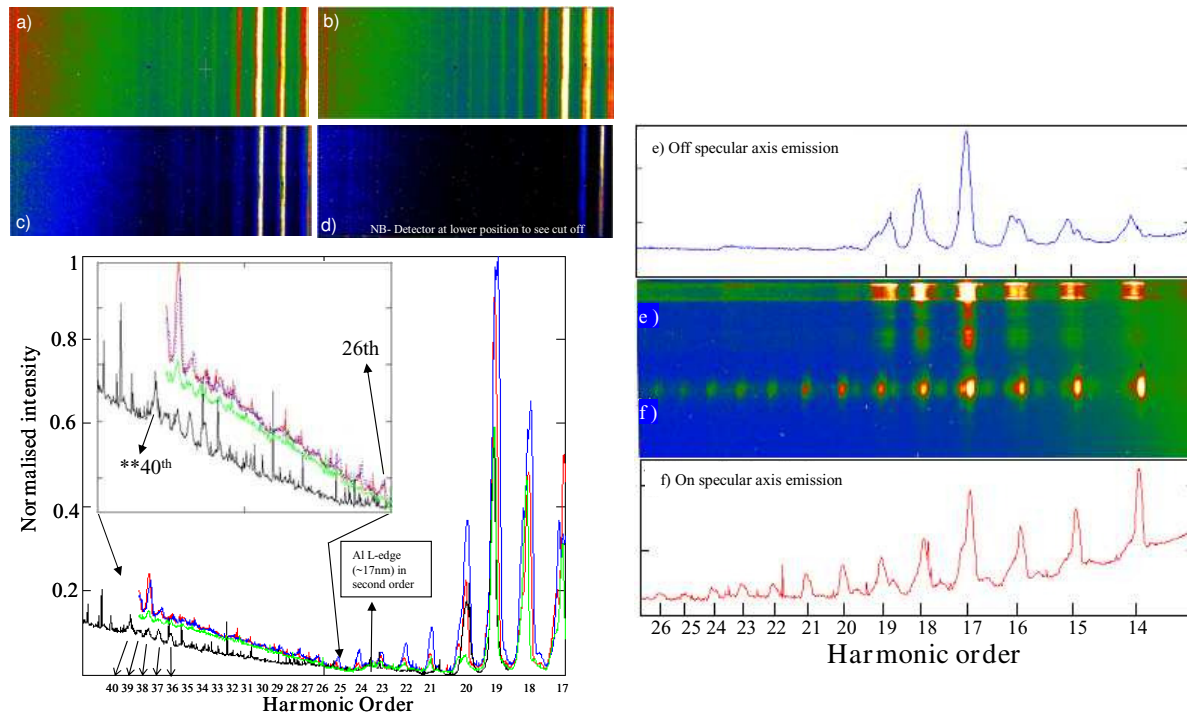 a)
b)
c)
d)
NB- Detector at lower position to see cut off
1
0.8
0.6
0.4
0.2
Normalised intensity
26th
**40th
Al L-edge
(~17nm) in
second order
40 39 38 37 36 35 34 33 32 31 30 29 28 27 26 25 24 23 22 21 20 19 18 17
Harmonic Order
e) Off specular axis emission
e )
f )
f) On specular axis emission
26 25 24 23 22 21 20 19 18 17 16 15 14
Harmonic order